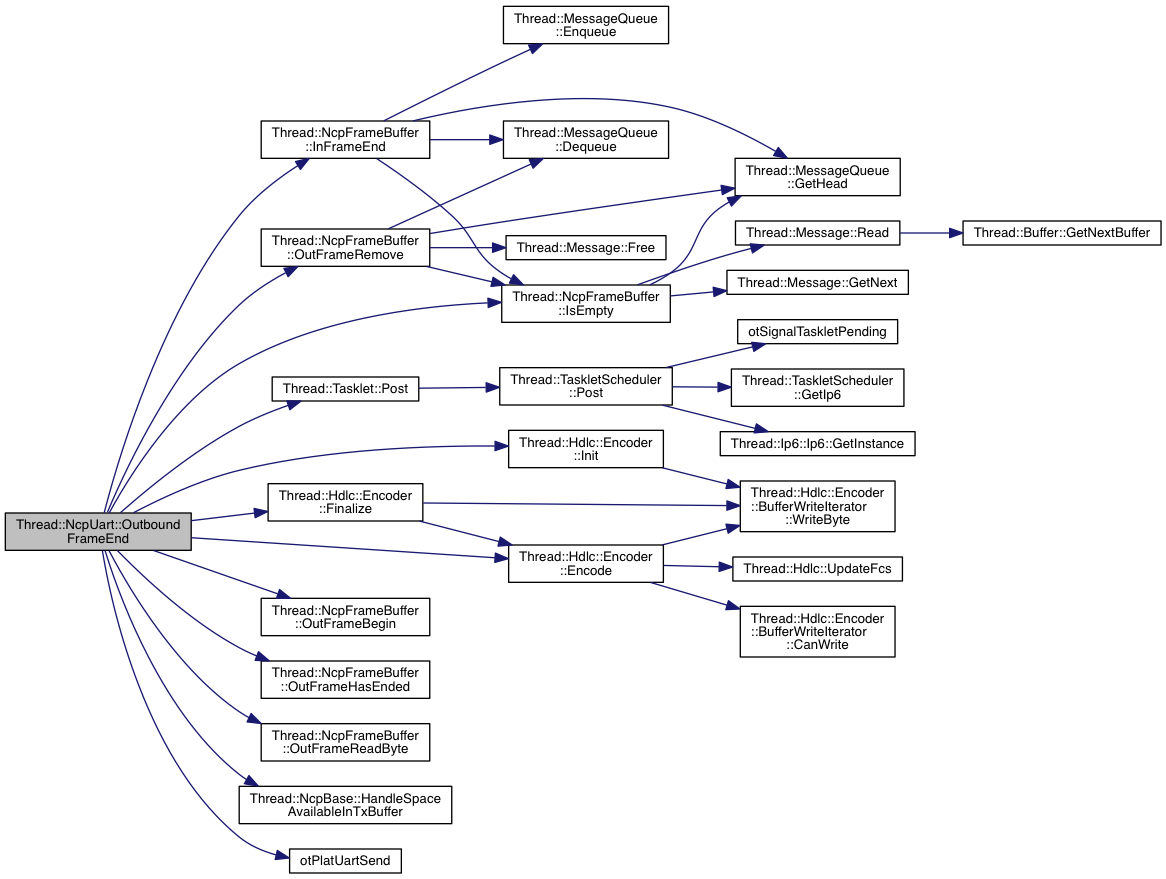 Thread::MessageQueue
::Enqueue
Thread::NcpFrameBuffer
::InFrameEnd
Thread::MessageQueue
::Dequeue
Thread::MessageQueue
::GetHead
Thread::NcpFrameBuffer
::OutFrameRemove
Thread::Message::Free
Thread::Message::Read
Thread::Buffer::GetNextBuffer
Thread::NcpFrameBuffer
::IsEmpty
Thread::Message::GetNext
otSignalTaskletPending
Thread::Tasklet::Post
Thread::TaskletScheduler
::Post
Thread::TaskletScheduler
::GetIp6
Thread::Ip6::Ip6::GetInstance
Thread::Hdlc::Encoder
::Init
Thread::Hdlc::Encoder
::Finalize
Thread::Hdlc::Encoder
::BufferWriteIterator
::WriteByte
Thread::NcpUart::Outbound
FrameEnd
Thread::Hdlc::Encoder
::Encode
Thread::Hdlc::UpdateFcs
Thread::NcpFrameBuffer
::OutFrameBegin
Thread::Hdlc::Encoder
::BufferWriteIterator
::CanWrite
Thread::NcpFrameBuffer
::OutFrameHasEnded
Thread::NcpFrameBuffer
::OutFrameReadByte
Thread::NcpBase::HandleSpace
AvailableInTxBuffer
otPlatUartSend